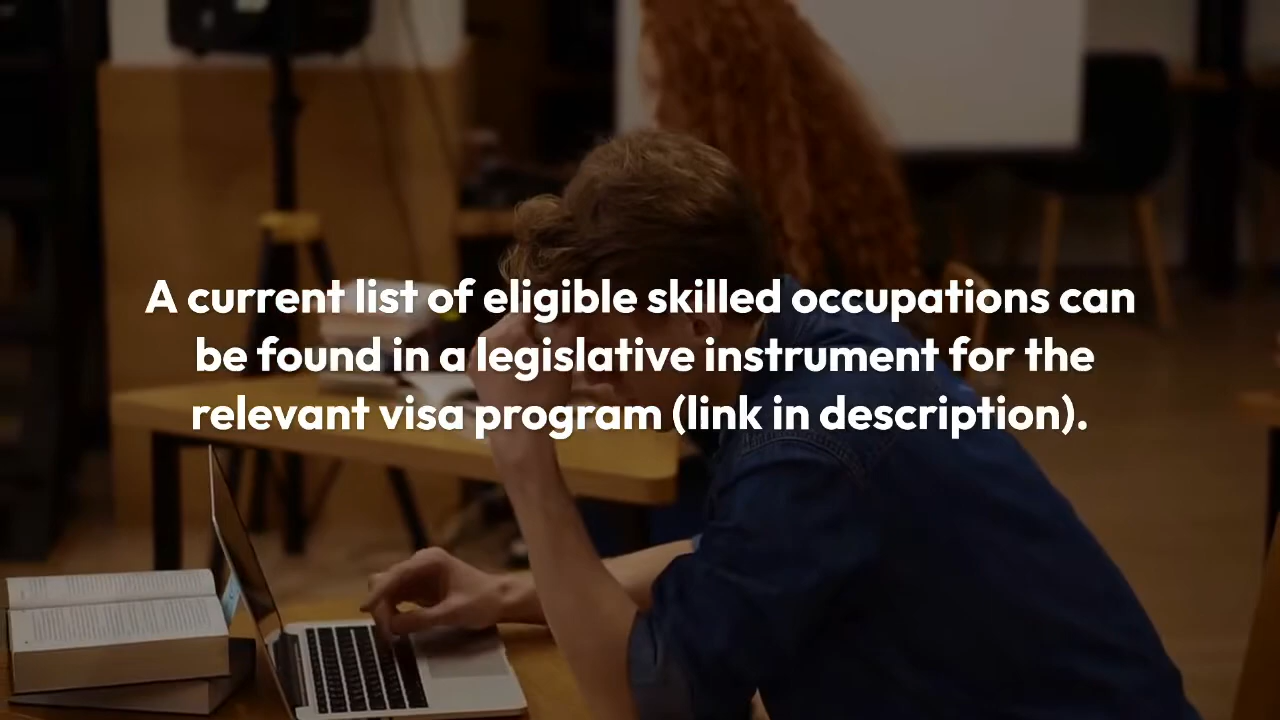 A current list of eligible skilled occupations can
be found in a legislative instrument for the
relevant visa program (link in description).